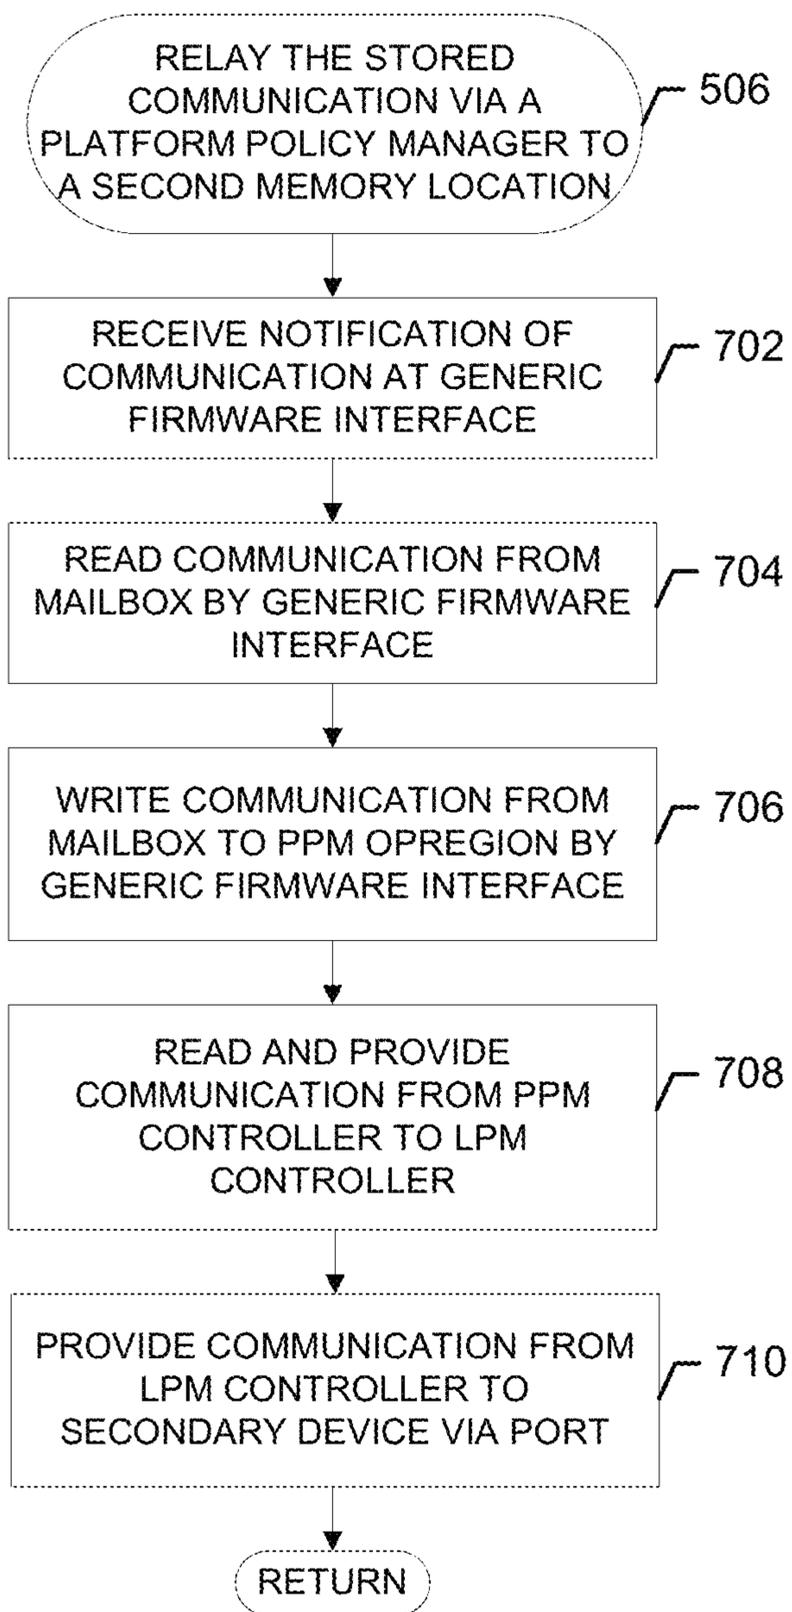 RELAY THE STORED
COMMUNICATION VIA A
PLATFORM POLICY MANAGER TO
A SECOND MEMORY LOCATION
506
RECEIVE NOTIFICATION OF
COMMUNICATION AT GENERIC
FIRMWARE INTERFACE
702
READ COMMUNICATION FROM
MAILBOX BY GENERIC FIRMWARE
INTERFACE
704
WRITE COMMUNICATION FROM
MAILBOX TO PPM OPREGION BY
GENERIC FIRMWARE INTERFACE
706
READ AND PROVIDE
COMMUNICATION FROM PPM
CONTROLLER TO LPM
CONTROLLER
708
PROVIDE COMMUNICATION FROM
LPM CONTROLLER TO
SECONDARY DEVICE VIA PORT
710
RETURN